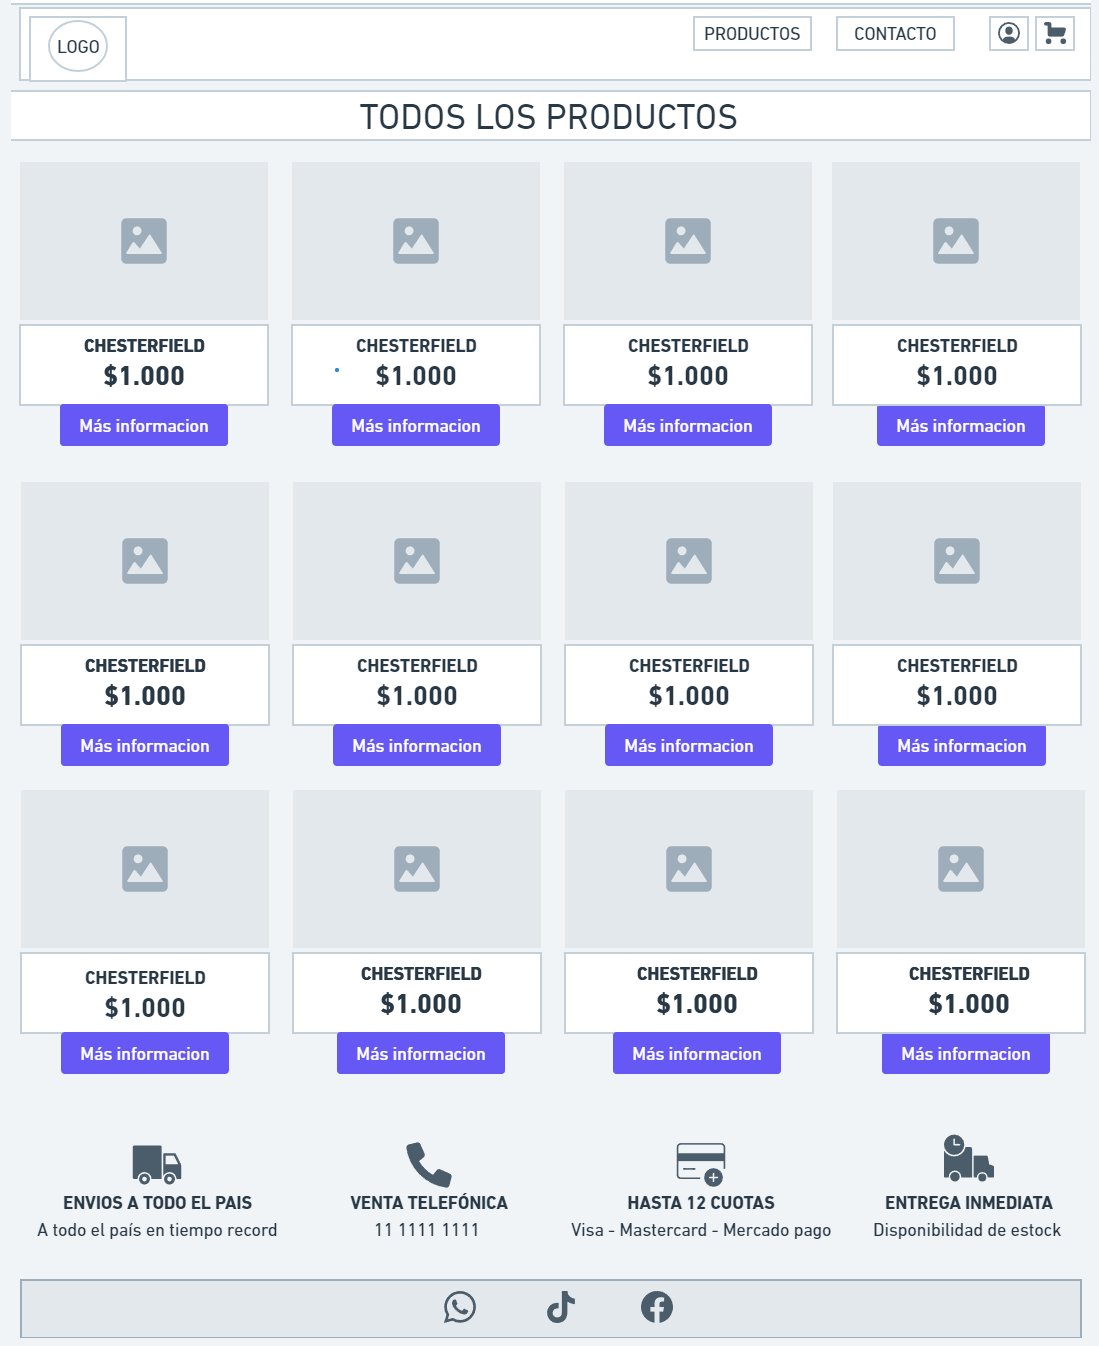 LOGO
PRODUCTOS
CONTACTO
TODOS LOS PRODUCTOS
CHESTERFIELD
$1.000
Más informacion
CHESTERFIELD
$1.000
Más informacion
CHESTERFIELD
$1.000
Más informacion
CHESTERFIELD
$1.000
Más informacion
CHESTERFIELD
$1.000
Más informacion
CHESTERFIELD
$1.000
Más informacion
CHESTERFIELD
$1.000
Más informacion
CHESTERFIELD
$1.000
Más informacion
CHESTERFIELD
$1.000
Más informacion
CHESTERFIELD
$1.000
Más informacion
CHESTERFIELD
$1.000
Más informacion
CHESTERFIELD
$1.000
Más informacion
ENVIOS A TODO EL PAIS
A todo el país en tiempo record
VENTA TELEFÓNICA
11 1111 1111
HASTA 12 CUOTAS
Visa - Mastercard - Mercado pago
ENTREGA INMEDIATA
Disponibilidad de estock